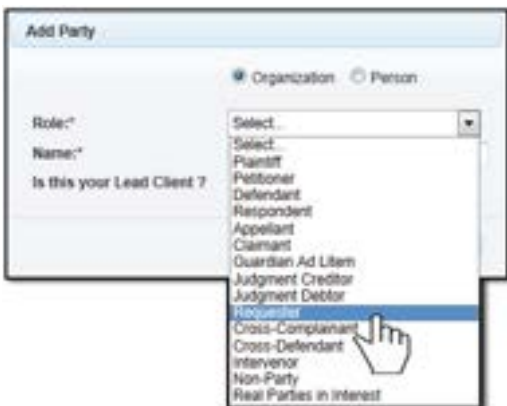 Add Party
Organization Person
Role:* Select...
Name:* Select...
Is this your Lead Client ?
Plaintiff
Petitioner
Defendant
Respondent
Appellant
Claimant
Guardian Ad Litem
Judgment Creditor
Judgment Debtor
Requester
Cross-Complainant
Cross-Defendant
Intervenor
Non-Party
Real Parties in Interest